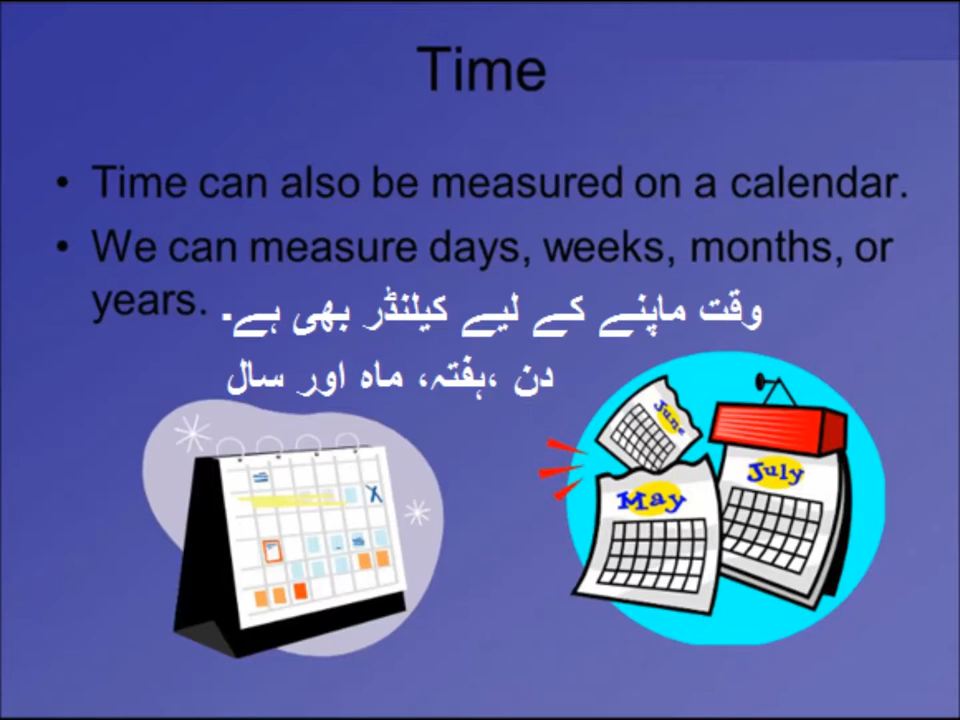 Time
• Time can also be measured on a calendar.
• We can measure days, weeks, months, or
years.
وقت ماپنے کے لیے کیلنڈر بھی ہے۔
دن ،ہفتہ، ماہ اور سال
June
May
July